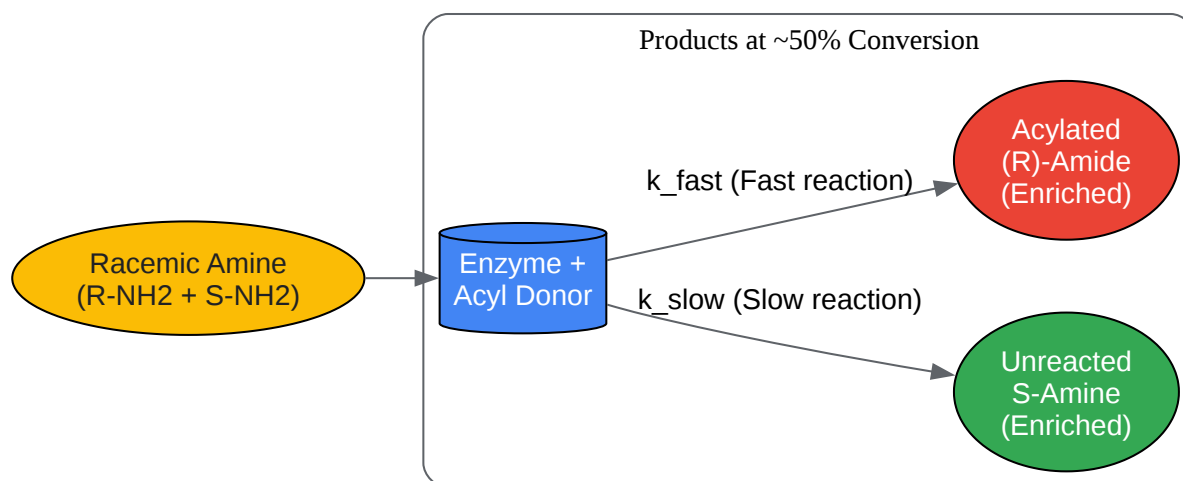 Products at ~50% Conversion
Racemic Amine
(R-NH2 + S-NH2)
Enzyme +
Acyl Donor
k_fast (Fast reaction)
k_slow (Slow reaction)
Acylated
(R)-Amide
(Enriched)
Unreacted
S-Amine
(Enriched)